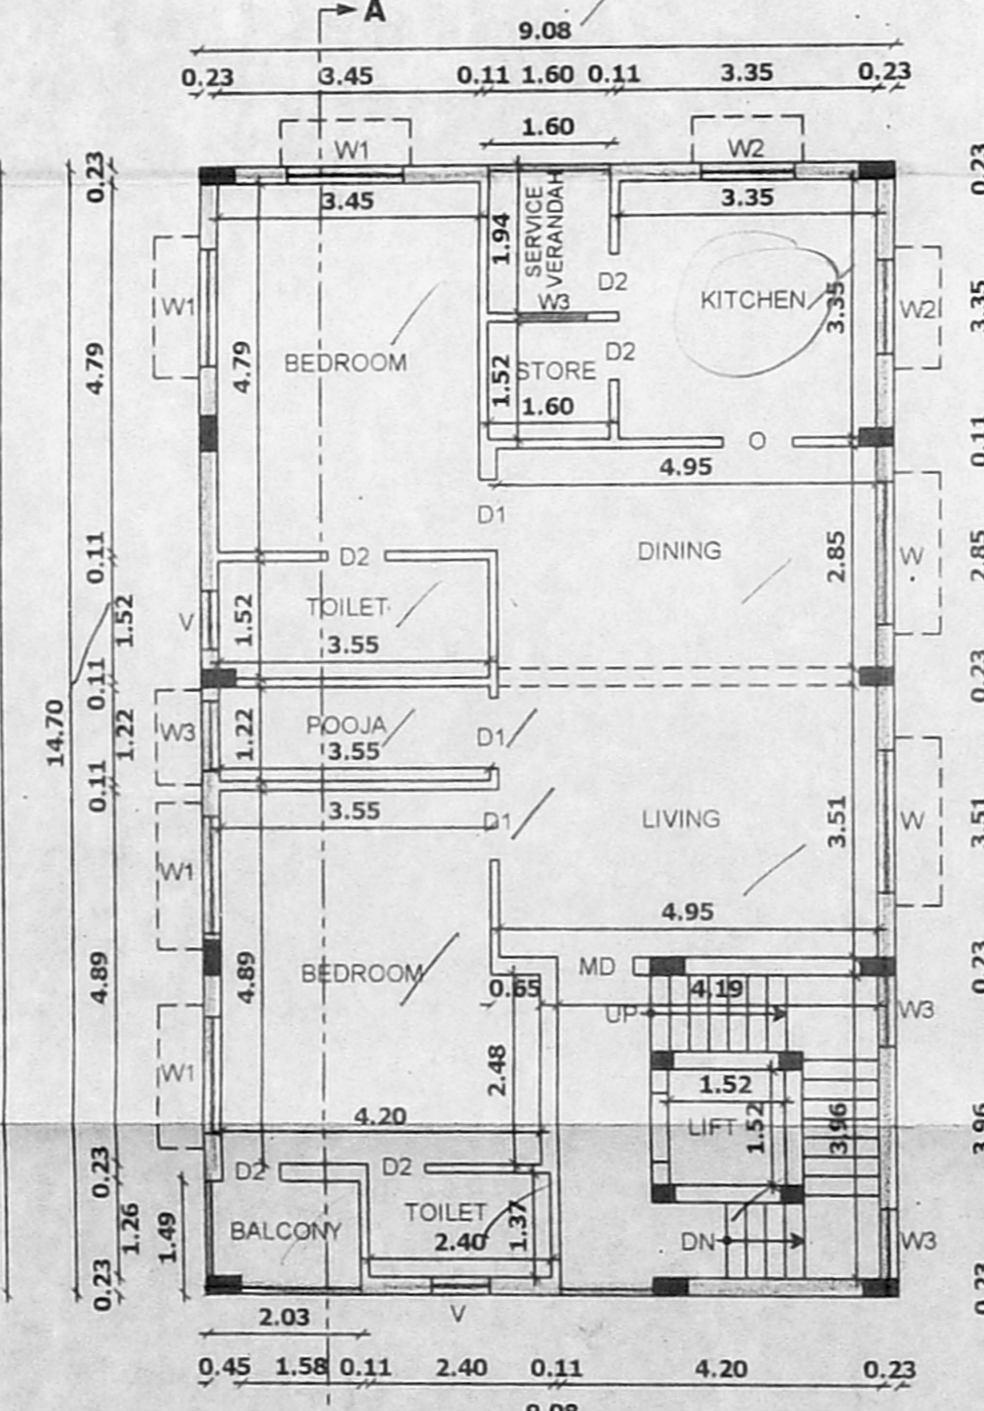 A
9.08
0.23 3.45 0.11 1.60 0.11 3.35 0.23
1.60
W1 W2
0.23 0.23
3.45 3.35
1.94 SERVICE VERANDAH
D2
W1 KITCHEN 3.35 W2 3.35
W3
4.79 4.79 BEDROOM 1.52 STORE D2
1.60
O 0.11
4.95
D1
0.11 D2 DINING 2.85 W 2.85
V 1.52 1.52 TOILET
3.55
0.11 0.23
14.70 W3 1.22 1.22 POOJA D1
3.55
0.11
3.55 D1 LIVING 3.51 W 3.51
W1
4.95
4.89 4.89 BEDROOM MD 0.23
0.65 4.19
UP W3
W1 2.48 1.52
4.20 LIFT 1.52 3.96 3.96
0.23 D2 D2
1.26 1.49 BALCONY TOILET 1.37
2.40 DN W3
0.23 0.23
2.03 V
0.45 1.58 0.11 2.40 0.11 4.20 0.23
9.08